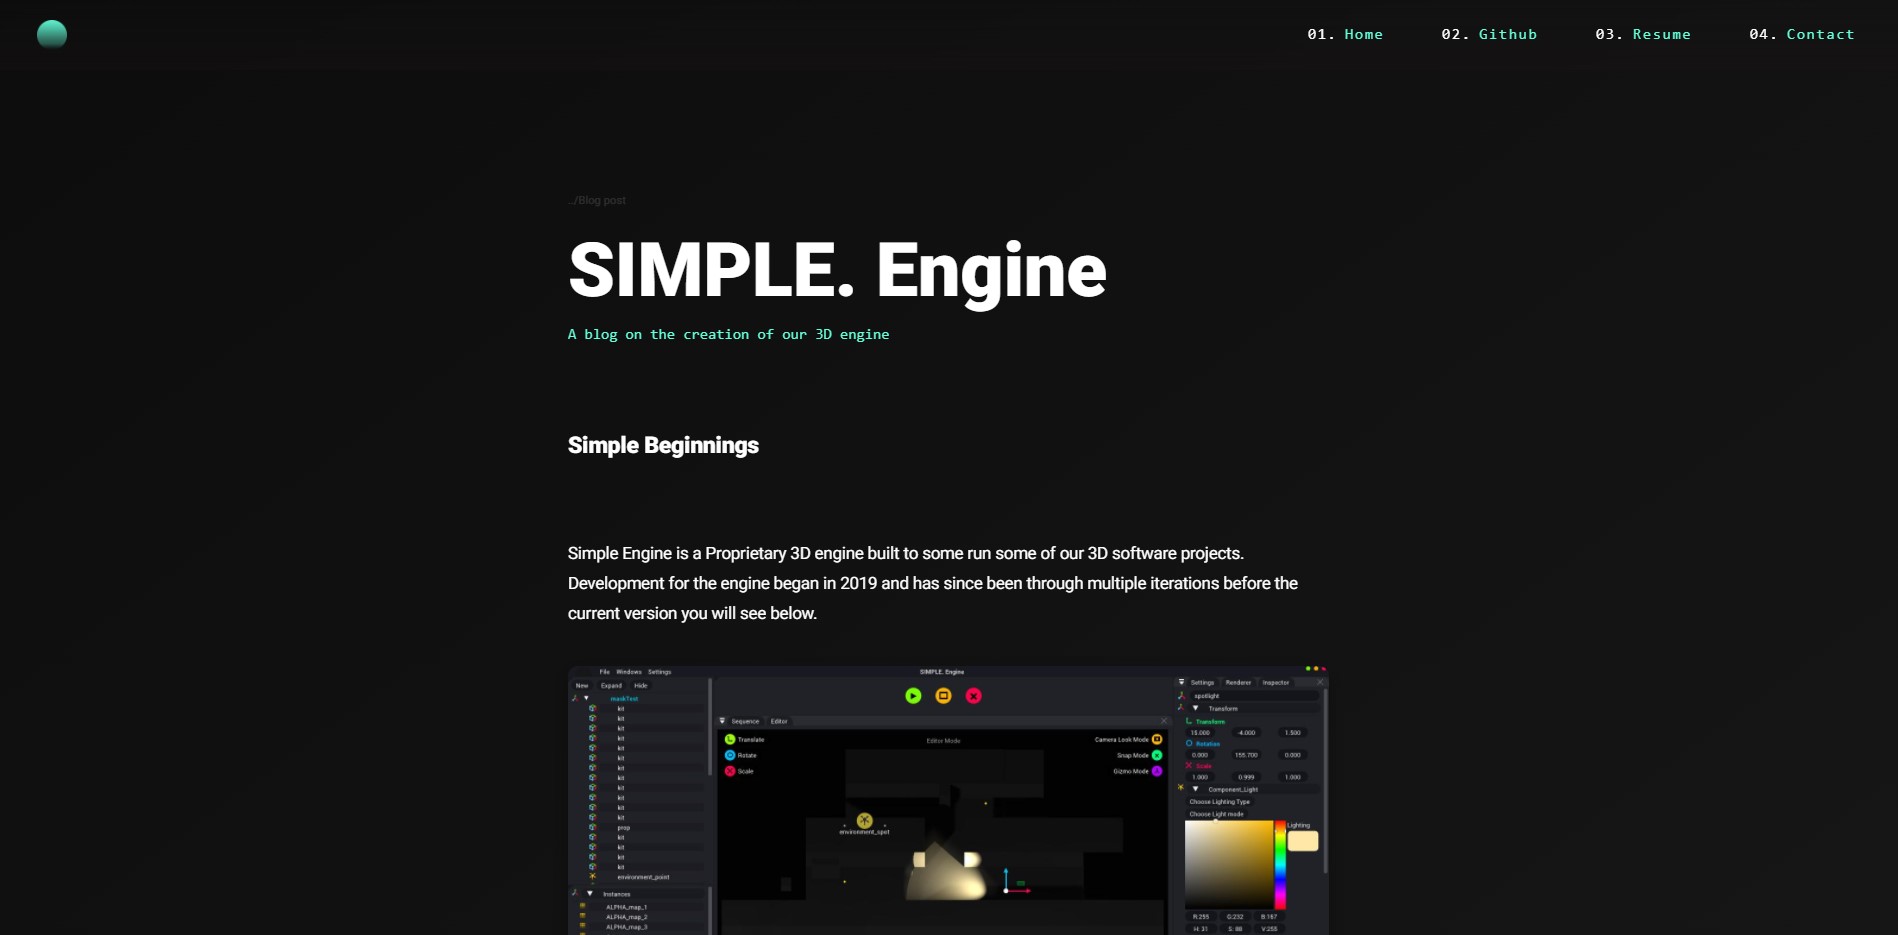 01. Home 02. Github 03. Resume 04. Contact
../Blog post
SIMPLE. Engine
A blog on the creation of our 3D engine
Simple Beginnings
Simple Engine is a Proprietary 3D engine built to some run some of our 3D software projects.
Development for the engine began in 2019 and has since been through multiple iterations before the
current version you will see below.
File Windows Settings
SIMPLE. Engine
New Expand Hide
maskTest
kit
kit
kit
kit
kit
kit
kit
kit
kit
kit
kit
kit
prop
kit
kit
kit
kit
environment_point
Instances
ALPHA_map_1
ALPHA_map_2
ALPHA_map_3
Sequence Editor
Translate
Rotate
Scale
Editor Mode
Camera Look Mode
Snap Mode
Gizmo Mode
environment_spot
Settings Renderer Inspector
spotlight
Transform
Transform
15.000 -4.000 1.500
Rotation
0.000 155.700 0.000
Scale
1.000 0.999 1.000
Component_Light
Choose Lighting Type
Choose Light mode
Lighting
R:255 G:232 B:167
H: 31 S: 88 V:255